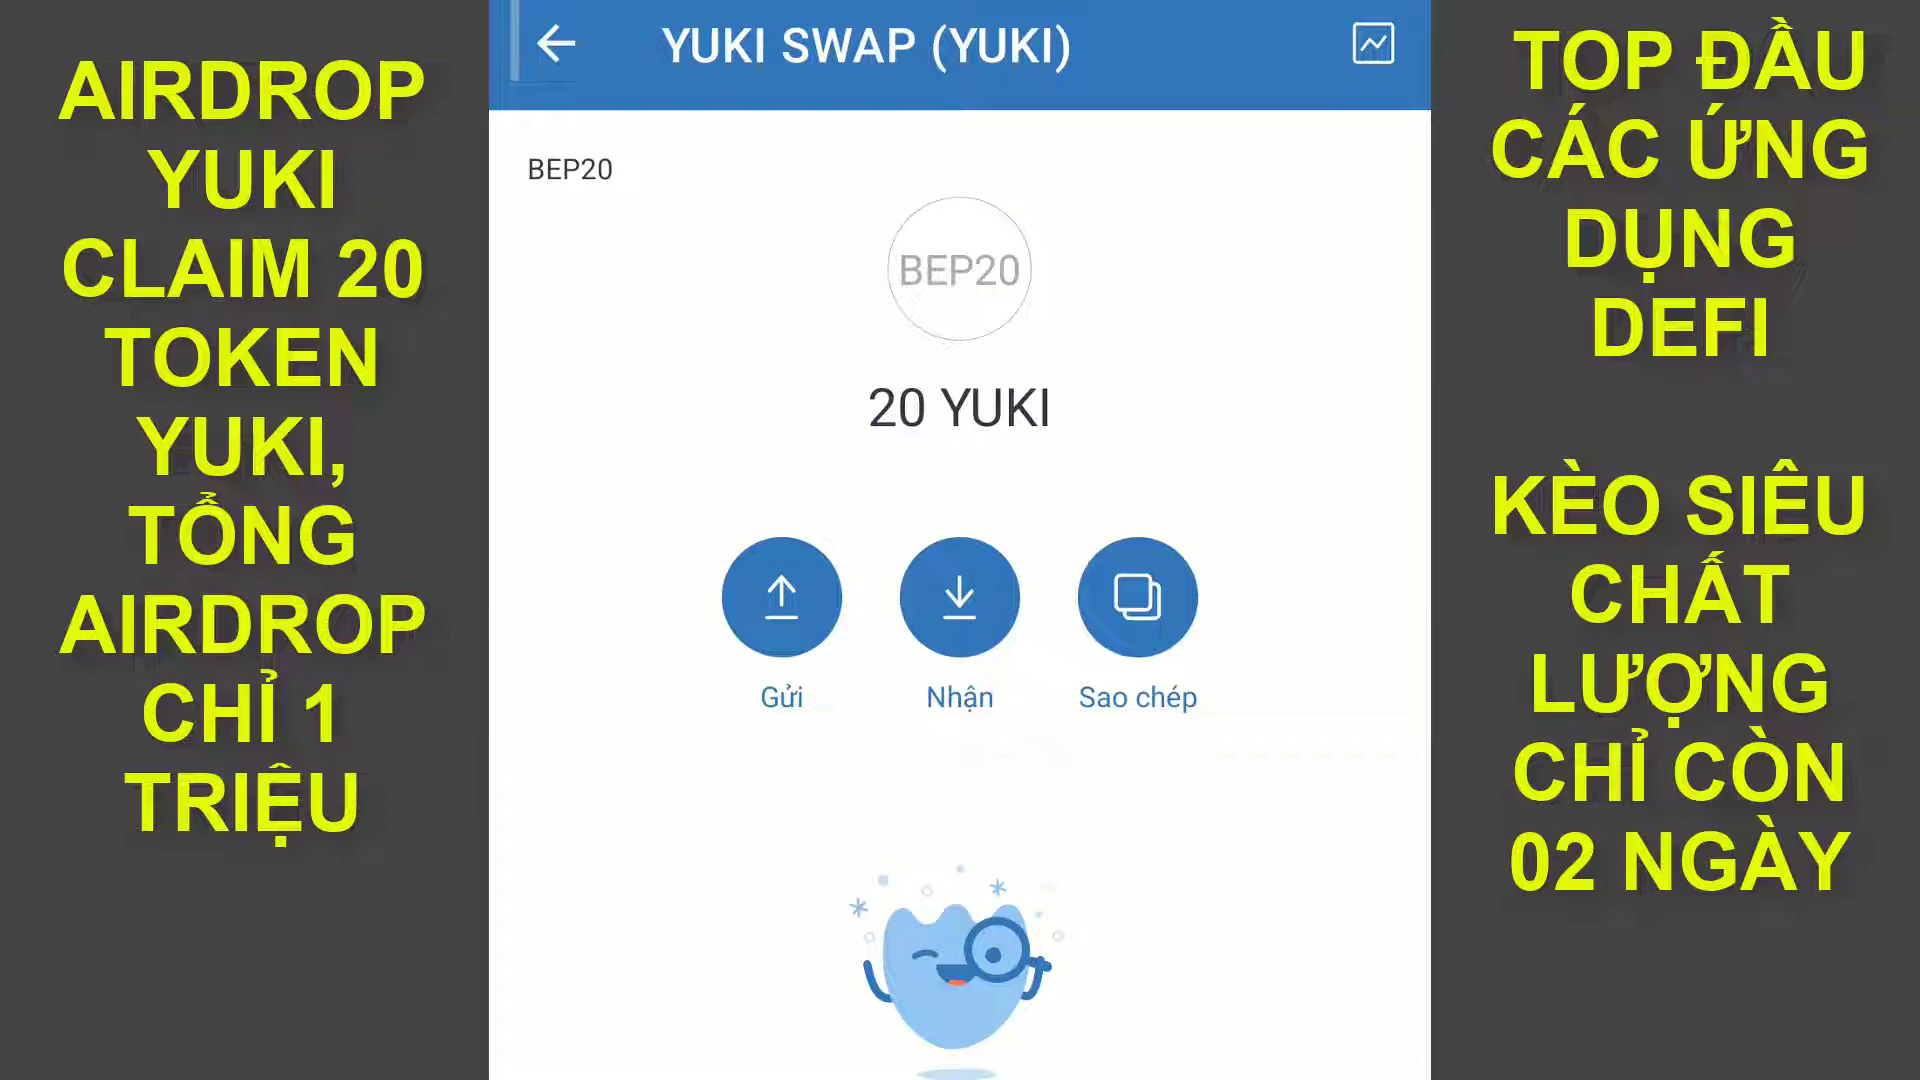 AIRDROP
YUKI
CLAIM 20
TOKEN
YUKI,
TỔNG
AIRDROP
CHỈ 1
TRIỆU
YUKI SWAP (YUKI)
BEP20
BEP20
20 YUKI
Gửi
Nhận
Sao chép
TOP ĐẦU
CÁC ỨNG
DỤNG
DEFI
KÈO SIÊU
CHẤT
LƯỢNG
CHỈ CÒN
02 NGÀY